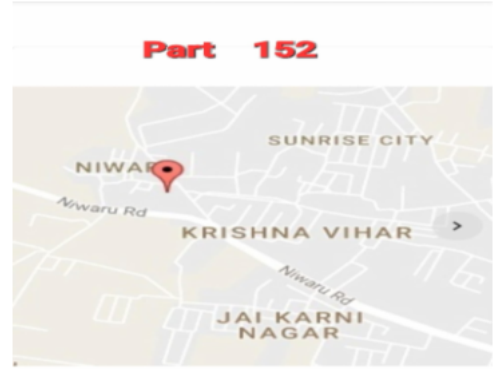 Part 152
SUNRISE CITY
Niwaru Rd
KRISHNA VIHAR
Niwaru Rd
JAI KARNI
NAGAR